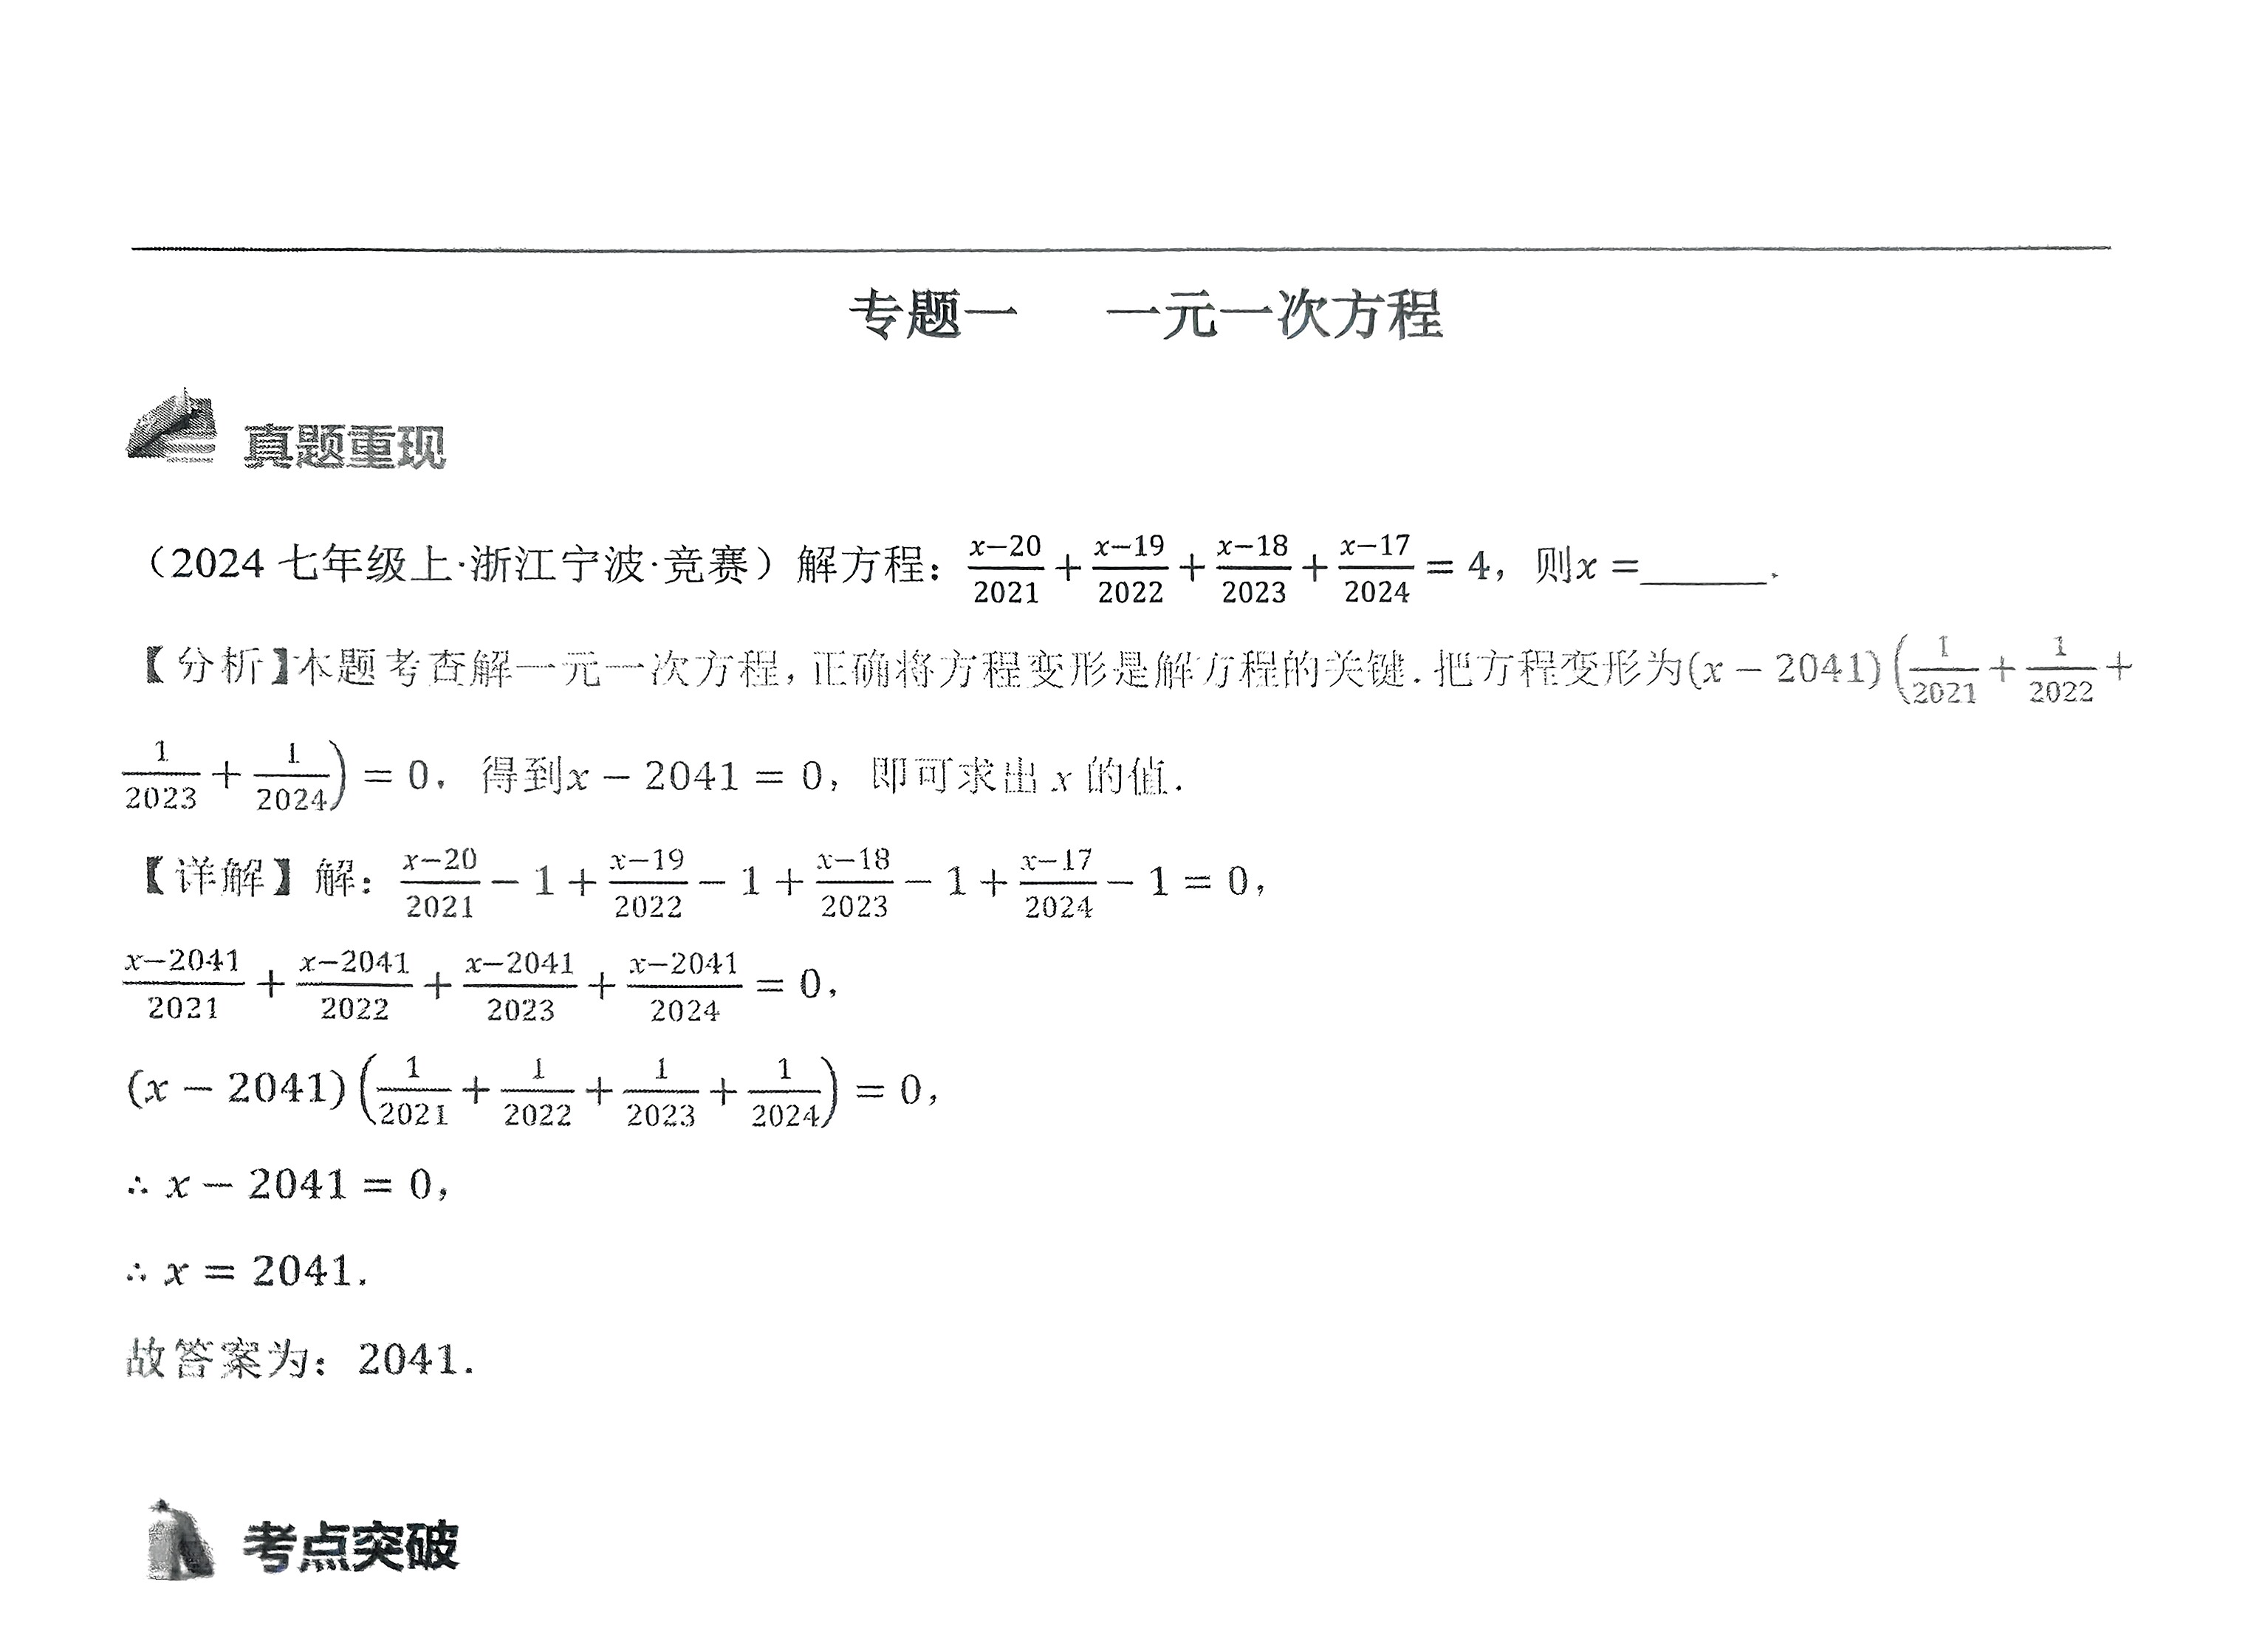 专题一 一元一次方程
真题重现
（2024 七年级上·浙江宁波·竞赛）解方程：$\frac{x-20}{2021}+\frac{x-19}{2022}+\frac{x-18}{2023}+\frac{x-17}{2024}=4$，则$x=$______.
【分析】本题考查解一元一次方程，正确将方程变形是解方程的关键.把方程变形为$(x-2041)\left(\frac{1}{2021}+\frac{1}{2022}+\right.$
$\left.\frac{1}{2023}+\frac{1}{2024}\right)=0$，得到$x-2041=0$，即可求出 $x$ 的值.
【详解】解：$\frac{x-20}{2021}-1+\frac{x-19}{2022}-1+\frac{x-18}{2023}-1+\frac{x-17}{2024}-1=0$，
$\frac{x-2041}{2021}+\frac{x-2041}{2022}+\frac{x-2041}{2023}+\frac{x-2041}{2024}=0$，
$(x-2041)\left(\frac{1}{2021}+\frac{1}{2022}+\frac{1}{2023}+\frac{1}{2024}\right)=0$，
∴ $x-2041=0$，
∴ $x=2041$.
故答案为：2041.
考点突破